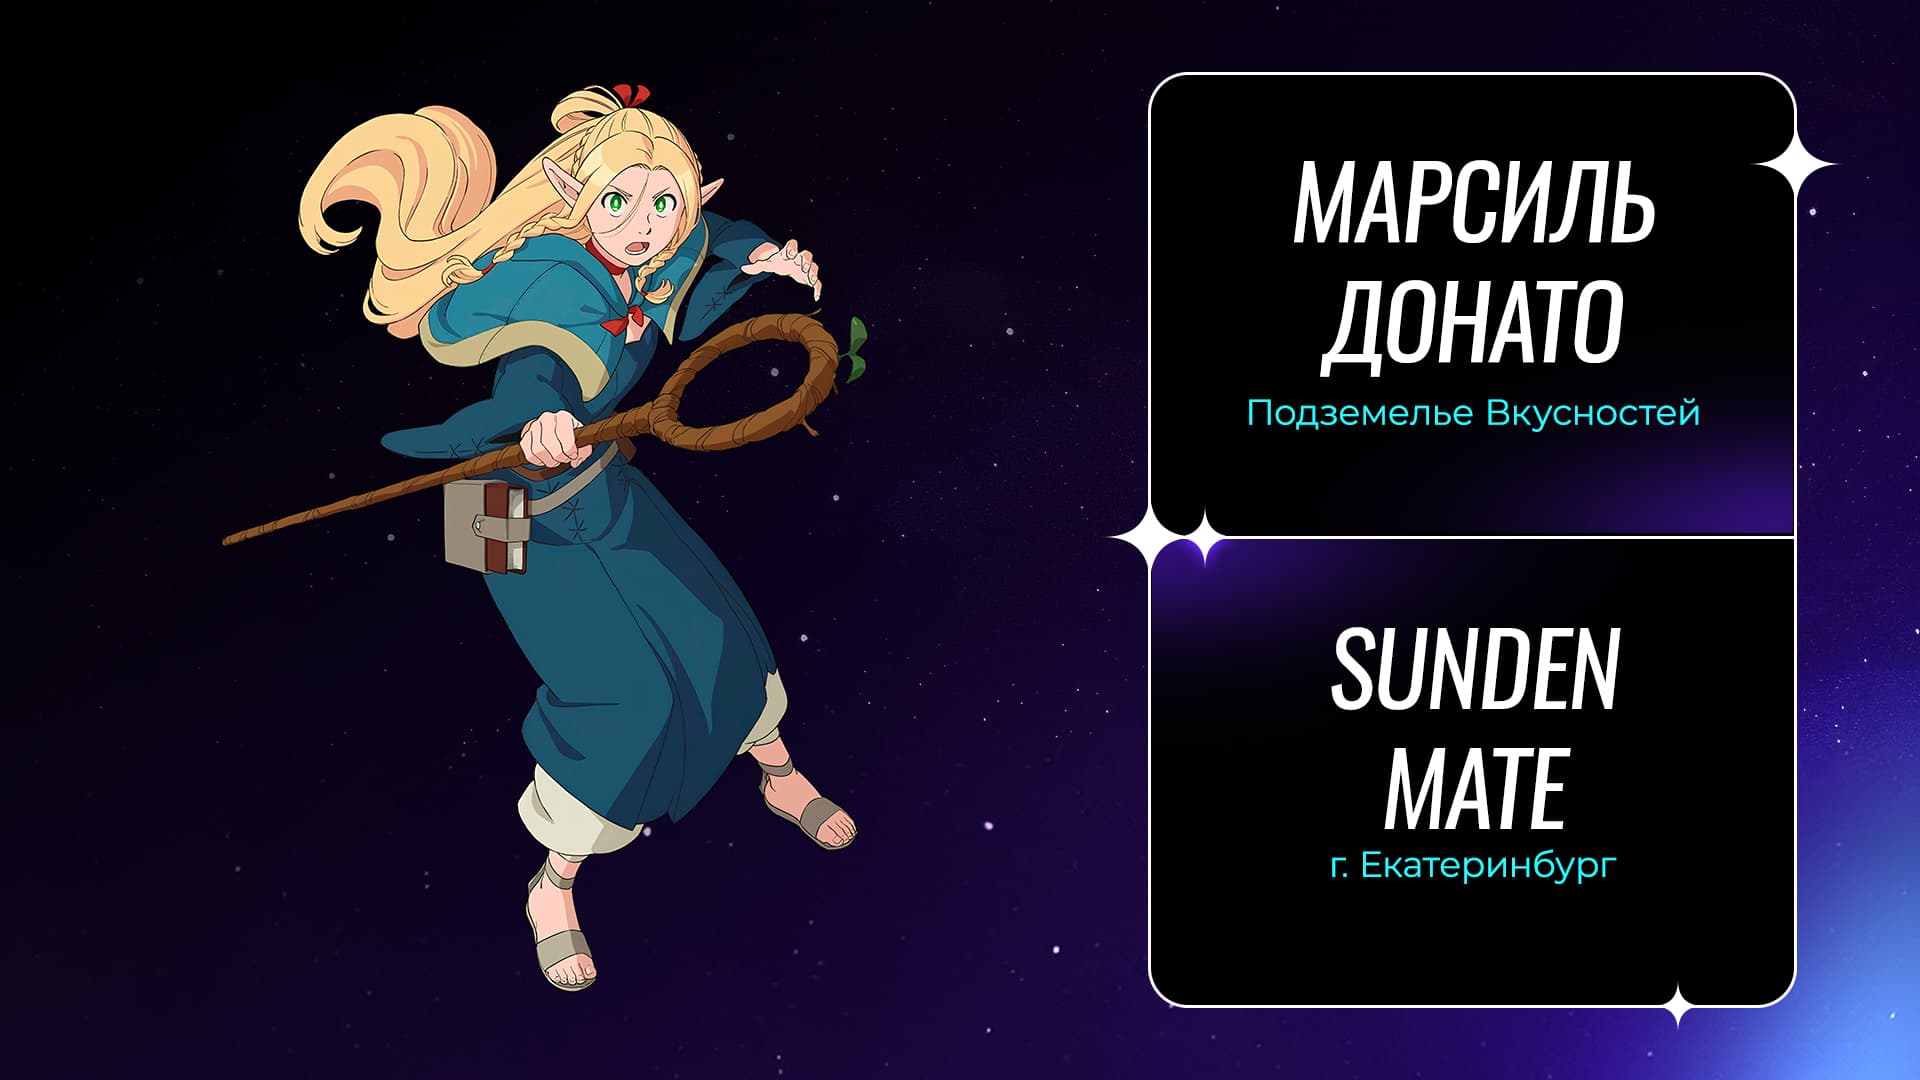 МАРСИЛЬ
ДОНАТО
Подземелье Вкусностей
SUNDEN
MATE
г. Екатеринбург